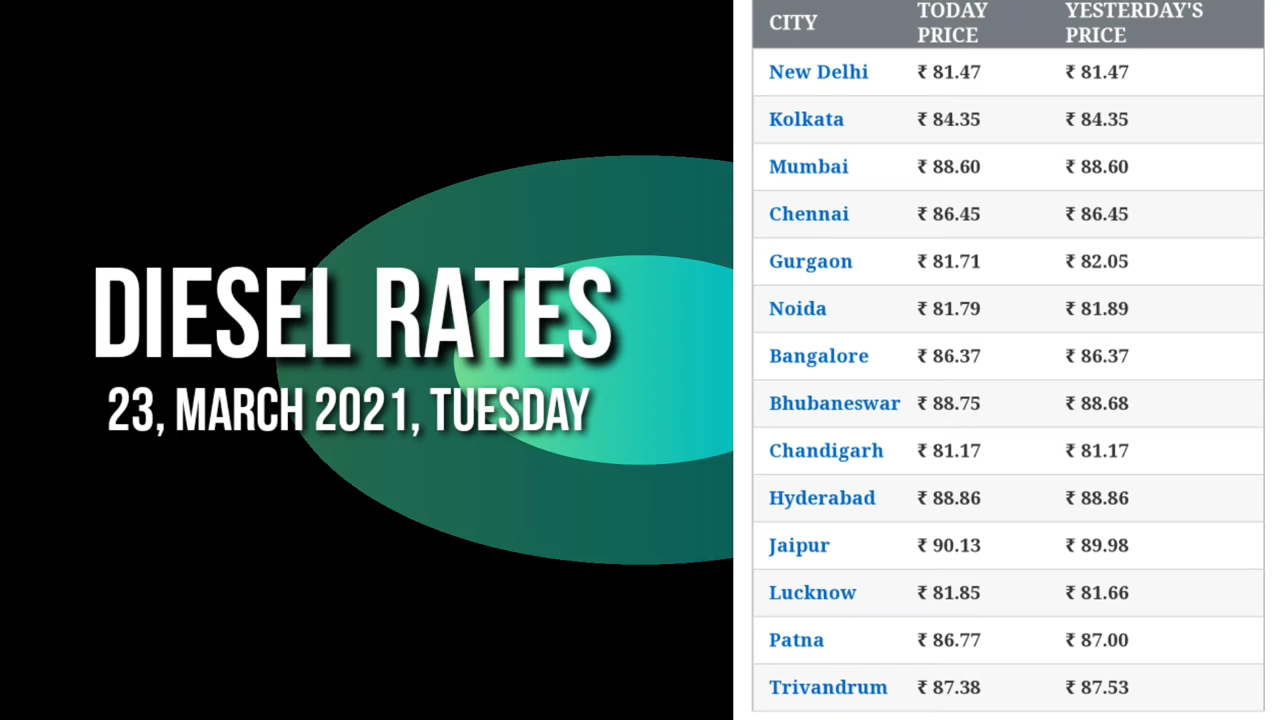 DIESEL RATES
23, MARCH 2021, TUESDAY
CITY TODAY PRICE YESTERDAY'S PRICE
New Delhi ₹ 81.47 ₹ 81.47
Kolkata ₹ 84.35 ₹ 84.35
Mumbai ₹ 88.60 ₹ 88.60
Chennai ₹ 86.45 ₹ 86.45
Gurgaon ₹ 81.71 ₹ 82.05
Noida ₹ 81.79 ₹ 81.89
Bangalore ₹ 86.37 ₹ 86.37
Bhubaneswar ₹ 88.75 ₹ 88.68
Chandigarh ₹ 81.17 ₹ 81.17
Hyderabad ₹ 88.86 ₹ 88.86
Jaipur ₹ 90.13 ₹ 89.98
Lucknow ₹ 81.85 ₹ 81.66
Patna ₹ 86.77 ₹ 87.00
Trivandrum ₹ 87.38 ₹ 87.53